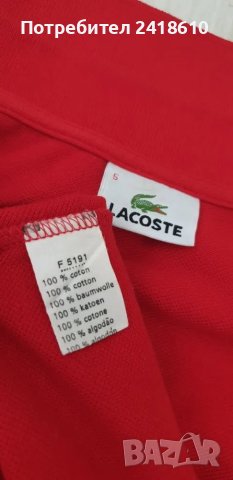 Потребител 2418610
5
LACOSTE
F 5191
100 % coton
100 % cotton
100 % baumwolle
100 % katoen
100 % cotone
100 % algodão
100 % algodón
BAZAR